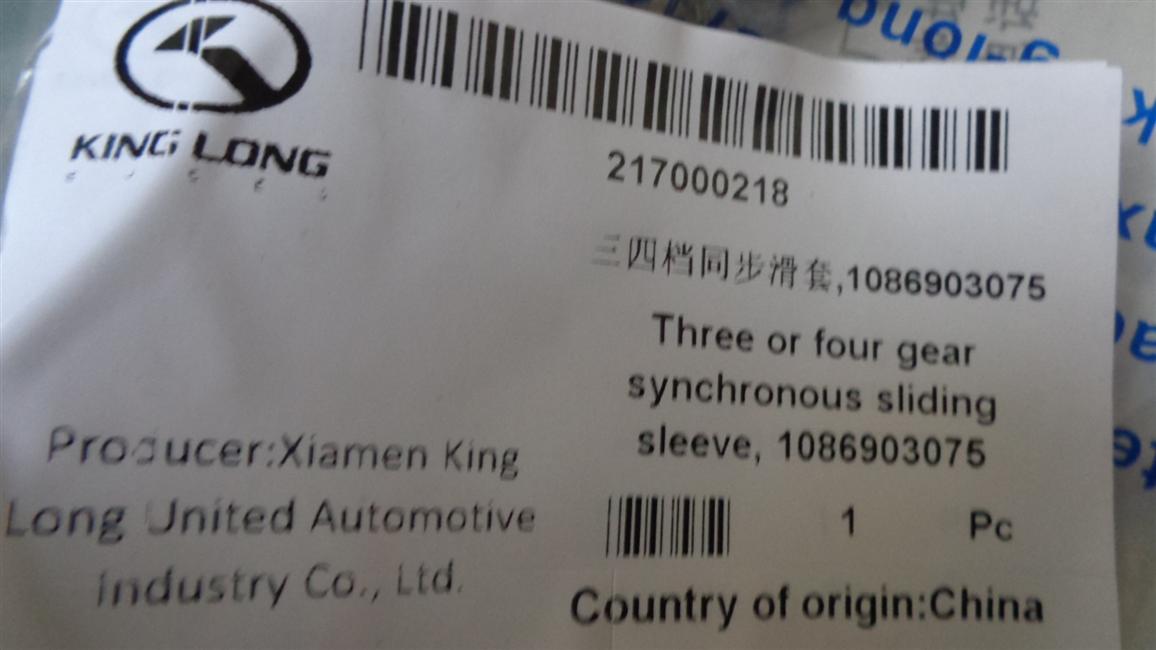 KING LONG
217000218
三四档同步滑套,1086903075
Three or four gear
synchronous sliding
sleeve, 1086903075
Producer:Xiamen King
Long United Automotive
Industry Co., Ltd.
1 Pc
Country of origin:China